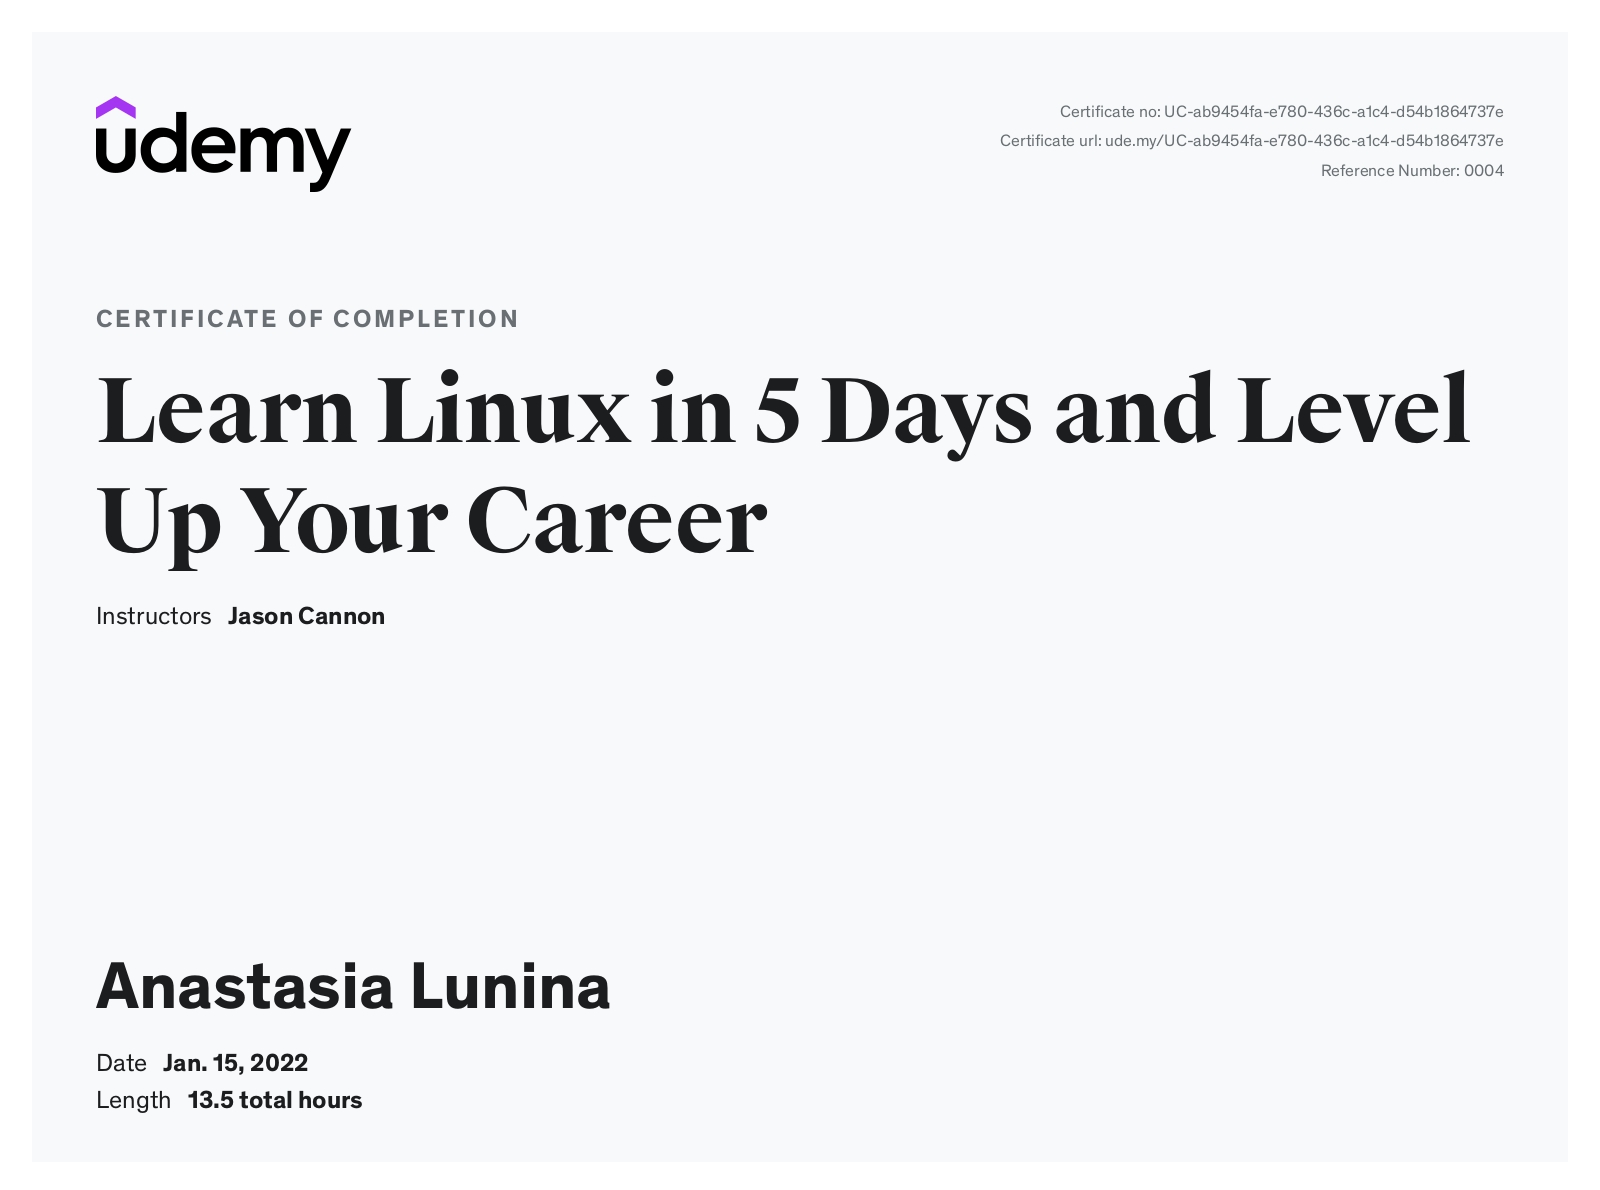 udemy
Certificate no: UC-ab9454fa-e780-436c-a1c4-d54b1864737e
Certificate url: ude.my/UC-ab9454fa-e780-436c-a1c4-d54b1864737e
Reference Number: 0004
CERTIFICATE OF COMPLETION
Learn Linux in 5 Days and Level
Up Your Career
Instructors Jason Cannon
Anastasia Lunina
Date Jan. 15, 2022
Length 13.5 total hours